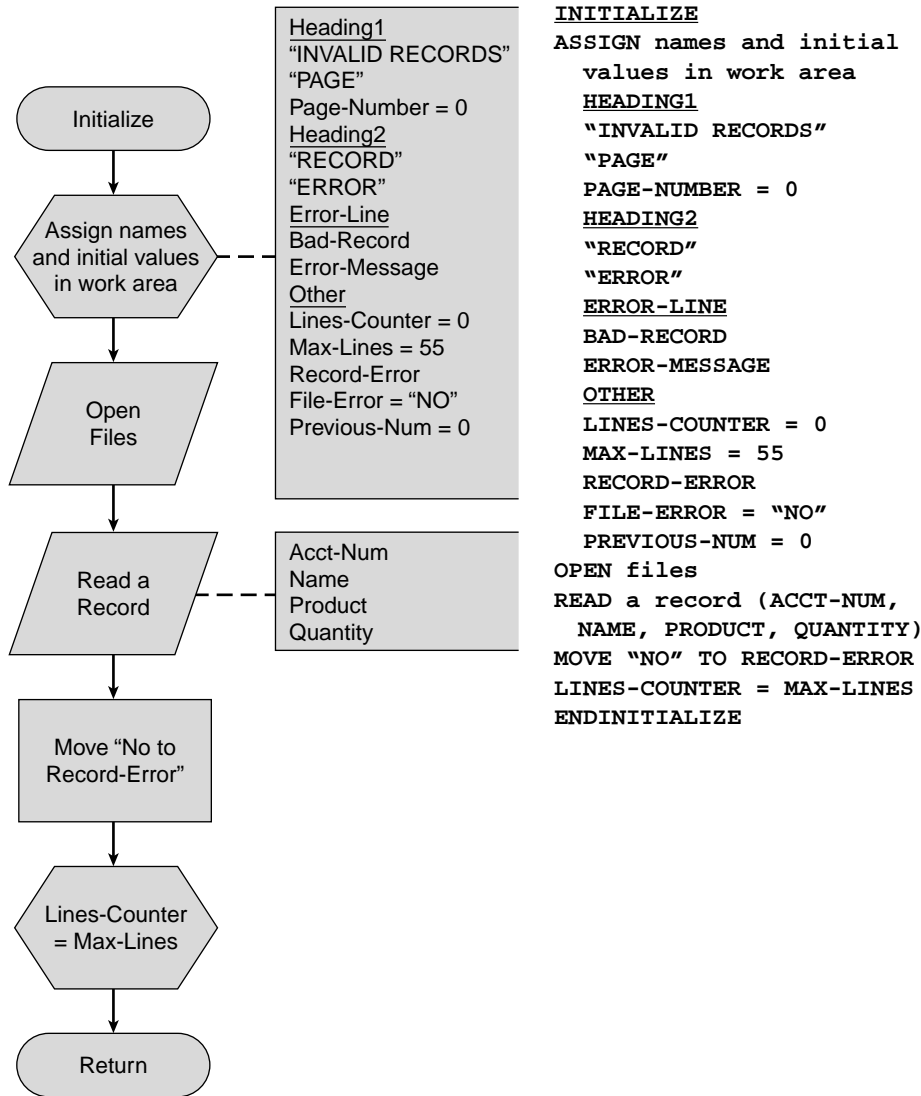 Initialize
Assign names
and initial values
in work area
Open
Files
Read a
Record
Move “No to
Record-Error”
Lines-Counter
= Max-Lines
Return
Heading1
“INVALID RECORDS”
“PAGE”
Page-Number = 0
Heading2
“RECORD”
“ERROR”
Error-Line
Bad-Record
Error-Message
Other
Lines-Counter = 0
Max-Lines = 55
Record-Error
File-Error = “NO”
Previous-Num = 0
Acct-Num
Name
Product
Quantity
INITIALIZE
ASSIGN names and initial
values in work area
HEADING1
“INVALID RECORDS”
“PAGE”
PAGE-NUMBER = 0
HEADING2
“RECORD”
“ERROR”
ERROR-LINE
BAD-RECORD
ERROR-MESSAGE
OTHER
LINES-COUNTER = 0
MAX-LINES = 55
RECORD-ERROR
FILE-ERROR = “NO”
PREVIOUS-NUM = 0
OPEN files
READ a record (ACCT-NUM,
NAME, PRODUCT, QUANTITY)
MOVE “NO” TO RECORD-ERROR
LINES-COUNTER = MAX-LINES
ENDINITIALIZE